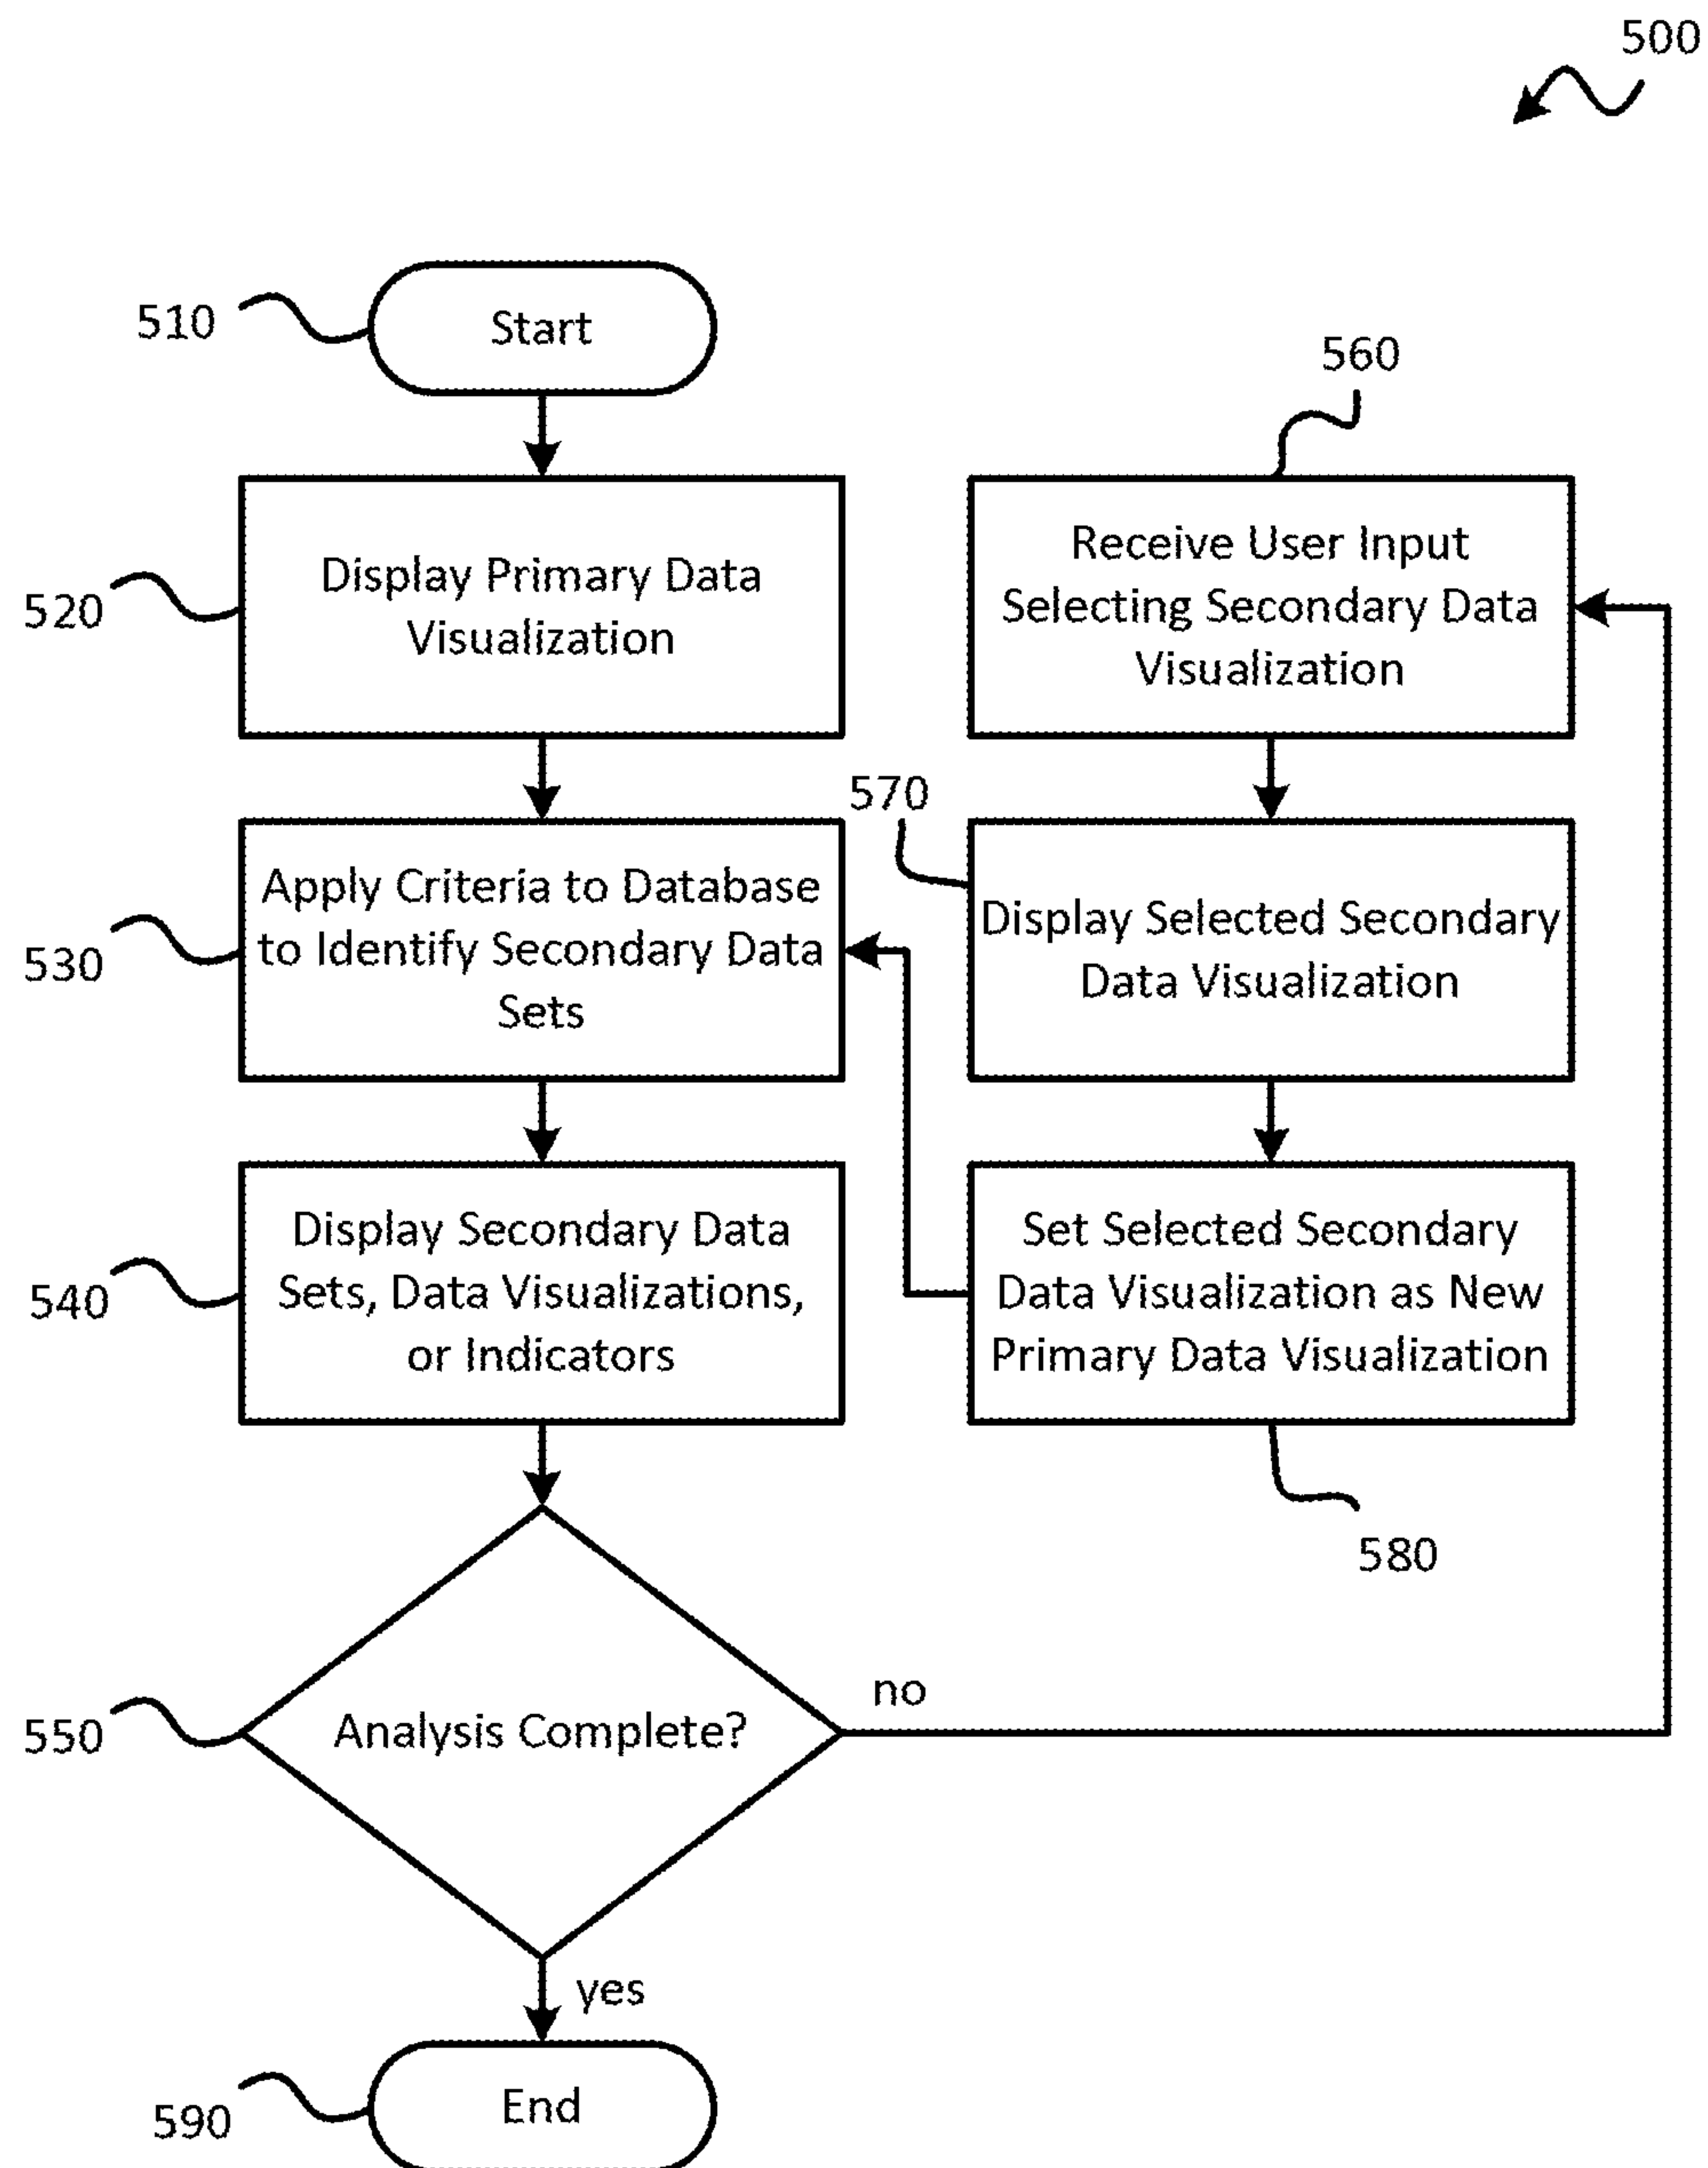 500
510
Start
560
520
Display Primary Data
Visualization
Receive User Input
Selecting Secondary Data
Visualization
530
Apply Criteria to Database
to Identify Secondary Data
Sets
570
Display Selected Secondary
Data Visualization
540
Display Secondary Data
Sets, Data Visualizations,
or Indicators
Set Selected Secondary
Data Visualization as New
Primary Data Visualization
580
550
Analysis Complete?
no
yes
590
End